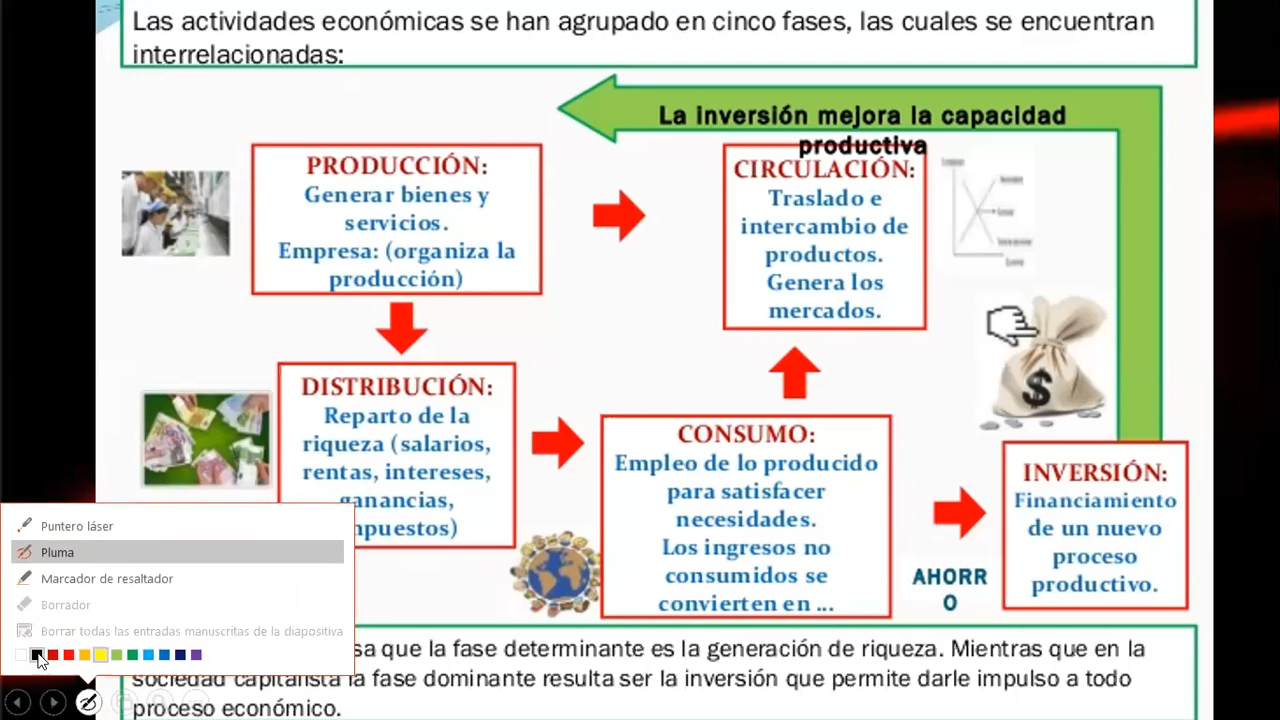 Las actividades económicas se han agrupado en cinco fases, las cuales se encuentran
interrelacionadas:
La inversión mejora la capacidad
productiva
PRODUCCIÓN:
Generar bienes y
servicios.
Empresa: (organiza la
producción)
CIRCULACIÓN:
Traslado e
intercambio de
productos.
Genera los
mercados.
DISTRIBUCIÓN:
Reparto de la
riqueza (salarios,
rentas, intereses,
ganancias,
mpuestos)
CONSUMO:
Empleo de lo producido
para satisfacer
necesidades.
Los ingresos no
consumidos se
convierten en ...
AHORR
O
$
INVERSIÓN:
Financiamiento
de un nuevo
proceso
productivo.
Puntero láser
Pluma
Marcador de resaltador
Borrador
Borrar todas las entradas manuscritas de la diapositiva
sa que la fase determinante es la generación de riqueza. Mientras que en la
sociedad capitalista la fase dominante resulta ser la inversión que permite darle impulso a todo
proceso económico.